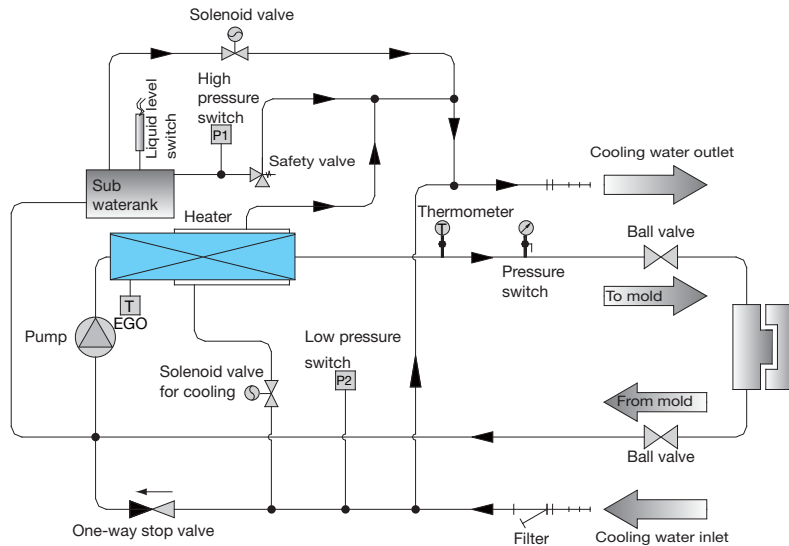 Solenoid valve
High
pressure
switch
P1
Liquid level
switch
Safety valve
Sub
waterank
Cooling water outlet
Heater
Thermometer
T
Ball valve
Pressure
switch
To mold
T
EGO
Pump
Low pressure
switch
P2
Solenoid valve
for cooling
From mold
Ball valve
One-way stop valve
Filter
Cooling water inlet